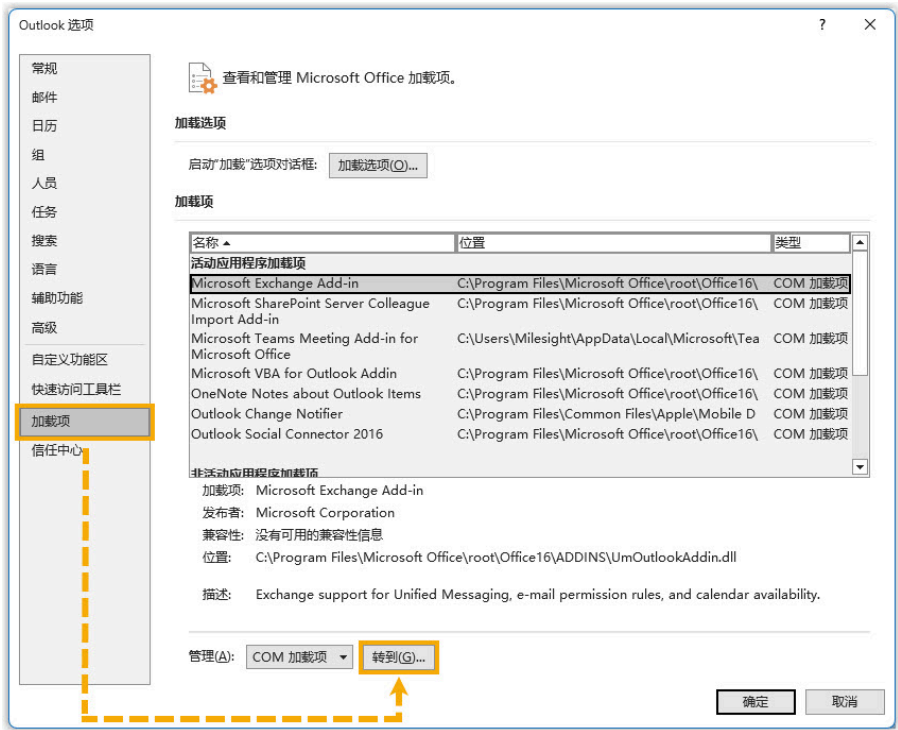 Outlook 选项
?
常规
邮件
日历
组
人员
任务
搜索
语言
辅助功能
高级
自定义功能区
快速访问工具栏
加载项
信任中心
查看和管理 Microsoft Office 加载项。
加载选项
启动"加载"选项对话框: 加载选项(O)...
加载项
名称 位置 类型
活动应用程序加载项
Microsoft Exchange Add-in C:\Program Files\Microsoft Office\root\Office16\ COM 加载项
Microsoft SharePoint Server Colleague C:\Program Files\Microsoft Office\root\Office16\ COM 加载项
Import Add-in
Microsoft Teams Meeting Add-in for C:\Users\Milesight\AppData\Local\Microsoft\Tea COM 加载项
Microsoft Office
Microsoft VBA for Outlook Addin C:\Program Files\Microsoft Office\root\Office16\ COM 加载项
OneNote Notes about Outlook Items C:\Program Files\Microsoft Office\root\Office16\ COM 加载项
Outlook Change Notifier C:\Program Files\Common Files\Apple\Mobile D COM 加载项
Outlook Social Connector 2016 C:\Program Files\Microsoft Office\root\Office16\ COM 加载项
非活动应用程序加载项
加载项: Microsoft Exchange Add-in
发布者: Microsoft Corporation
兼容性: 没有可用的兼容性信息
位置: C:\Program Files\Microsoft Office\root\Office16\ADDINS\UmOutlookAddin.dll
描述: Exchange support for Unified Messaging, e-mail permission rules, and calendar availability.
管理(A): COM 加载项 转到(G)...
确定 取消